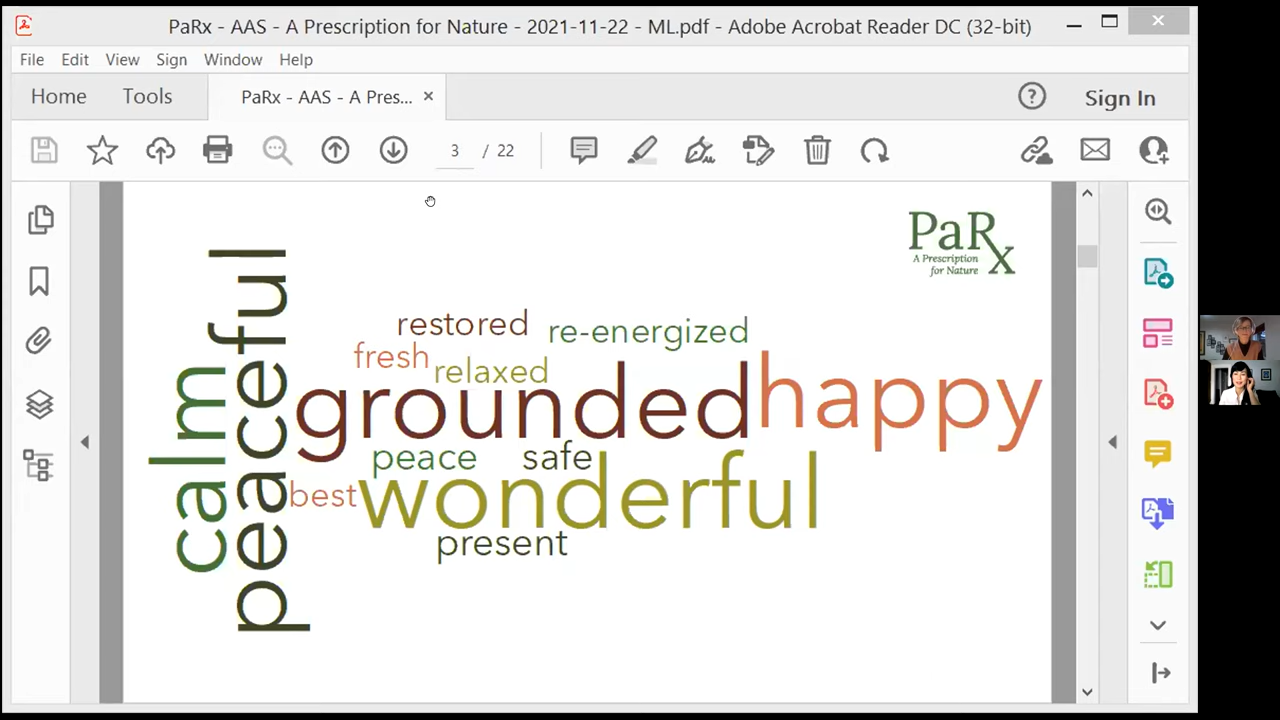 PaRx - AAS - A Prescription for Nature - 2021-11-22 - ML.pdf - Adobe Acrobat Reader DC (32-bit)
File Edit View Sign Window Help
Home Tools PaRx - AAS - A Pres... × Sign In
3 / 22
PaRx
A Prescription
for Nature
calm
peaceful
restored
re-energized
fresh
relaxed
grounded
happy
peace
safe
best
wonderful
present